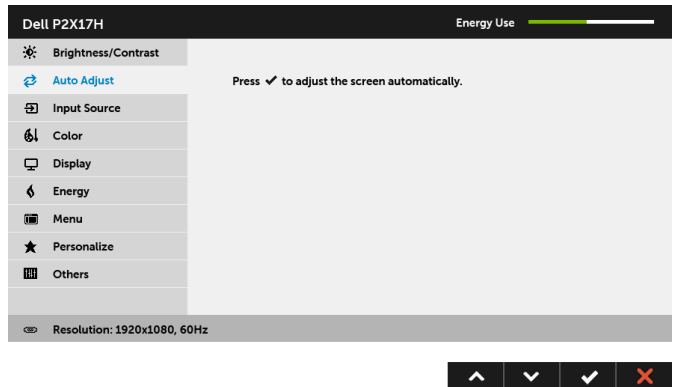 Dell P2X17H
Energy Use
Brightness/Contrast
Auto Adjust
Press ✓ to adjust the screen automatically.
Input Source
Color
Display
Energy
Menu
Personalize
Others
Resolution: 1920x1080, 60Hz